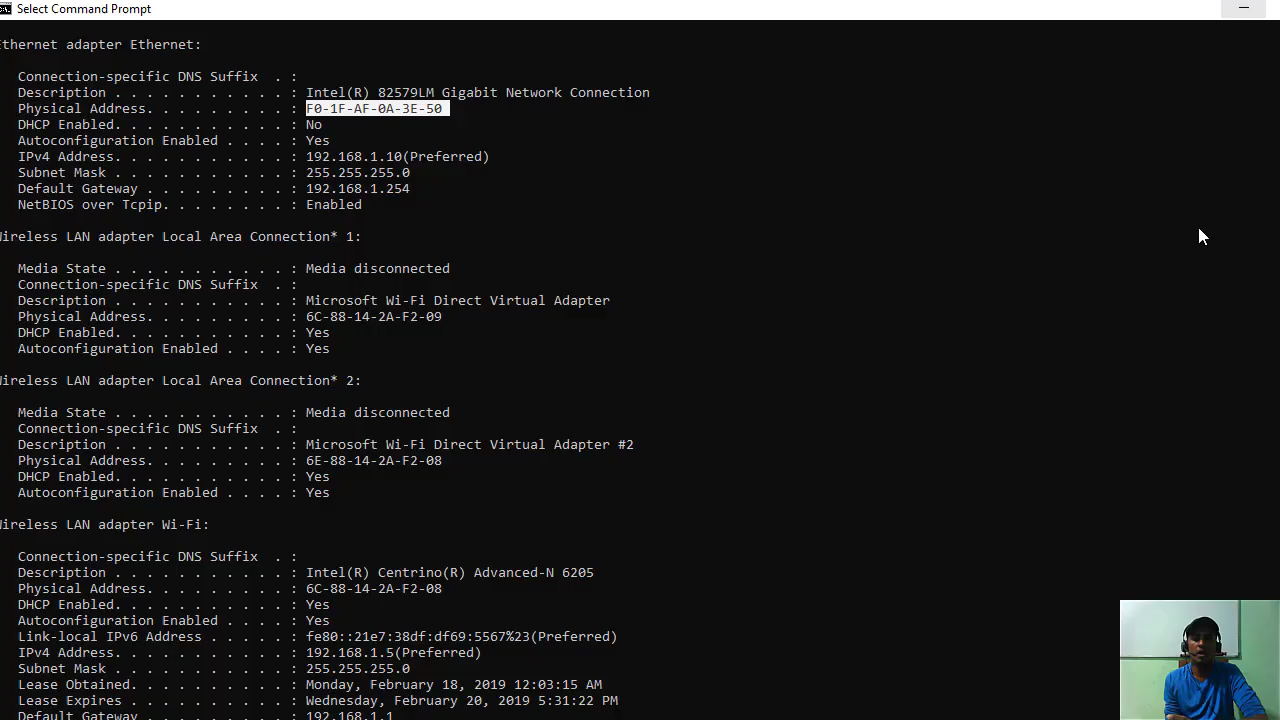 Select Command Prompt
Ethernet adapter Ethernet:
Connection-specific DNS Suffix . :
Description . . . . . . . . . . . : Intel(R) 82579LM Gigabit Network Connection
Physical Address. . . . . . . . . : F0-1F-AF-0A-3E-50
DHCP Enabled. . . . . . . . . . . : No
Autoconfiguration Enabled . . . . : Yes
IPv4 Address. . . . . . . . . . . : 192.168.1.10(Preferred)
Subnet Mask . . . . . . . . . . . : 255.255.255.0
Default Gateway . . . . . . . . . : 192.168.1.254
NetBIOS over Tcpip. . . . . . . . : Enabled
Wireless LAN adapter Local Area Connection* 1:
Media State . . . . . . . . . . . : Media disconnected
Connection-specific DNS Suffix . :
Description . . . . . . . . . . . : Microsoft Wi-Fi Direct Virtual Adapter
Physical Address. . . . . . . . . : 6C-88-14-2A-F2-09
DHCP Enabled. . . . . . . . . . . : Yes
Autoconfiguration Enabled . . . . : Yes
Wireless LAN adapter Local Area Connection* 2:
Media State . . . . . . . . . . . : Media disconnected
Connection-specific DNS Suffix . :
Description . . . . . . . . . . . : Microsoft Wi-Fi Direct Virtual Adapter #2
Physical Address. . . . . . . . . : 6E-88-14-2A-F2-08
DHCP Enabled. . . . . . . . . . . : Yes
Autoconfiguration Enabled . . . . : Yes
Wireless LAN adapter Wi-Fi:
Connection-specific DNS Suffix . :
Description . . . . . . . . . . . : Intel(R) Centrino(R) Advanced-N 6205
Physical Address. . . . . . . . . : 6C-88-14-2A-F2-08
DHCP Enabled. . . . . . . . . . . : Yes
Autoconfiguration Enabled . . . . : Yes
Link-local IPv6 Address . . . . . : fe80::21e7:38df:df69:5567%23(Preferred)
IPv4 Address. . . . . . . . . . . : 192.168.1.5(Preferred)
Subnet Mask . . . . . . . . . . . : 255.255.255.0
Lease Obtained. . . . . . . . . . : Monday, February 18, 2019 12:03:15 AM
Lease Expires . . . . . . . . . . : Wednesday, February 20, 2019 5:31:22 PM
Default Gateway . . . . . . . . . : 192.168.1.1